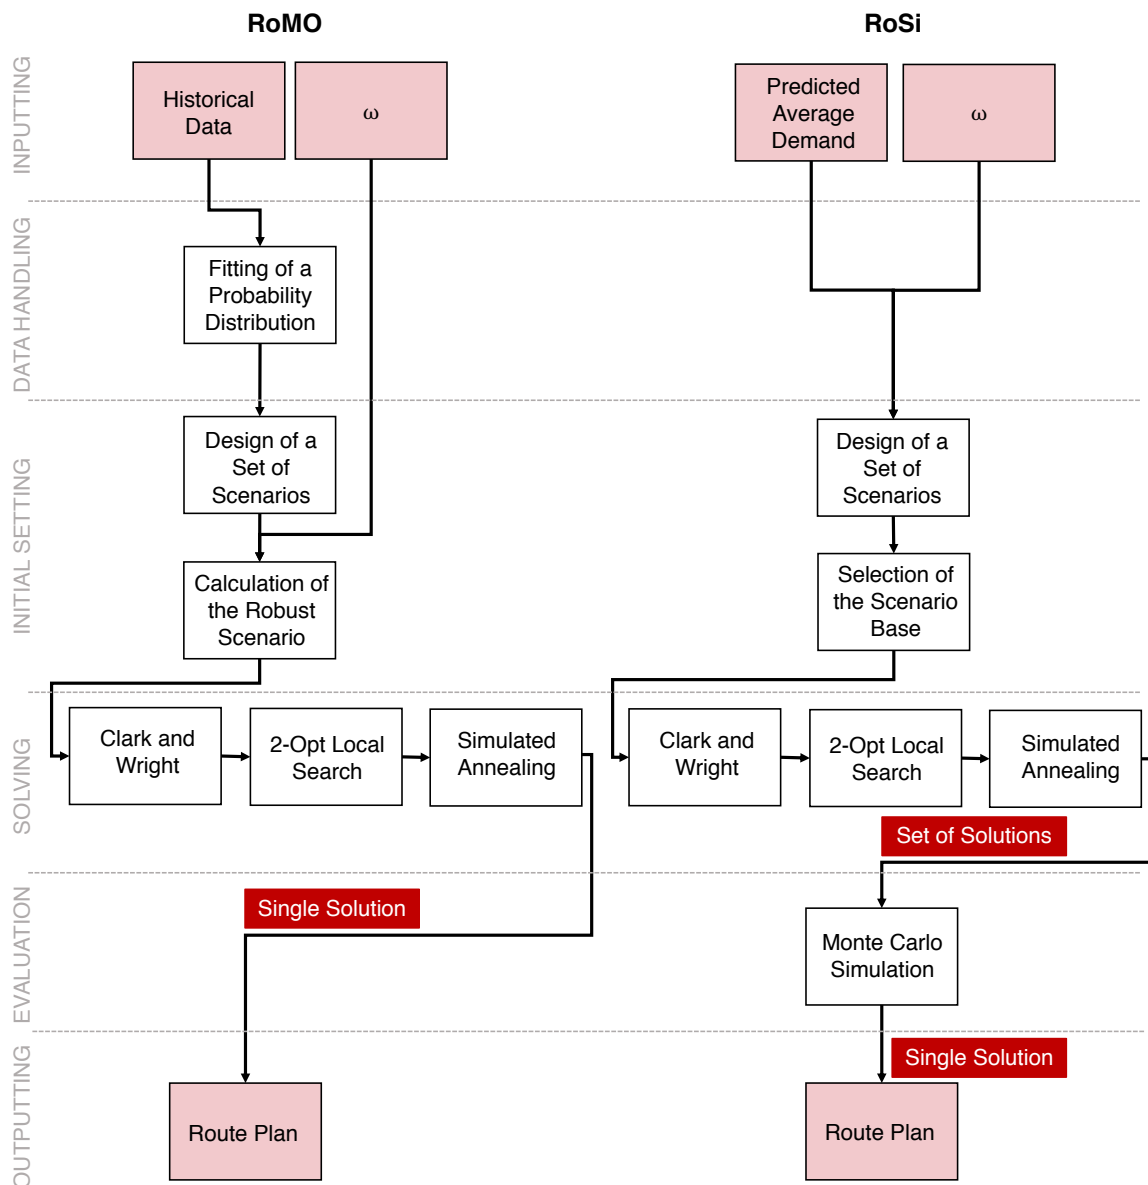 RoMO
RoSi
INPUTTING
Historical
Data
ω
Predicted
Average
Demand
ω
DATA HANDLING
Fitting of a
Probability
Distribution
INITIAL SETTING
Design of a
Set of
Scenarios
Design of a
Set of
Scenarios
Calculation of
the Robust
Scenario
Selection of
the Scenario
Base
SOLVING
Clark and
Wright
2-Opt Local
Search
Simulated
Annealing
Clark and
Wright
2-Opt Local
Search
Simulated
Annealing
Set of Solutions
EVALUATION
Single Solution
Monte Carlo
Simulation
OUTPUTTING
Single Solution
Route Plan
Route Plan